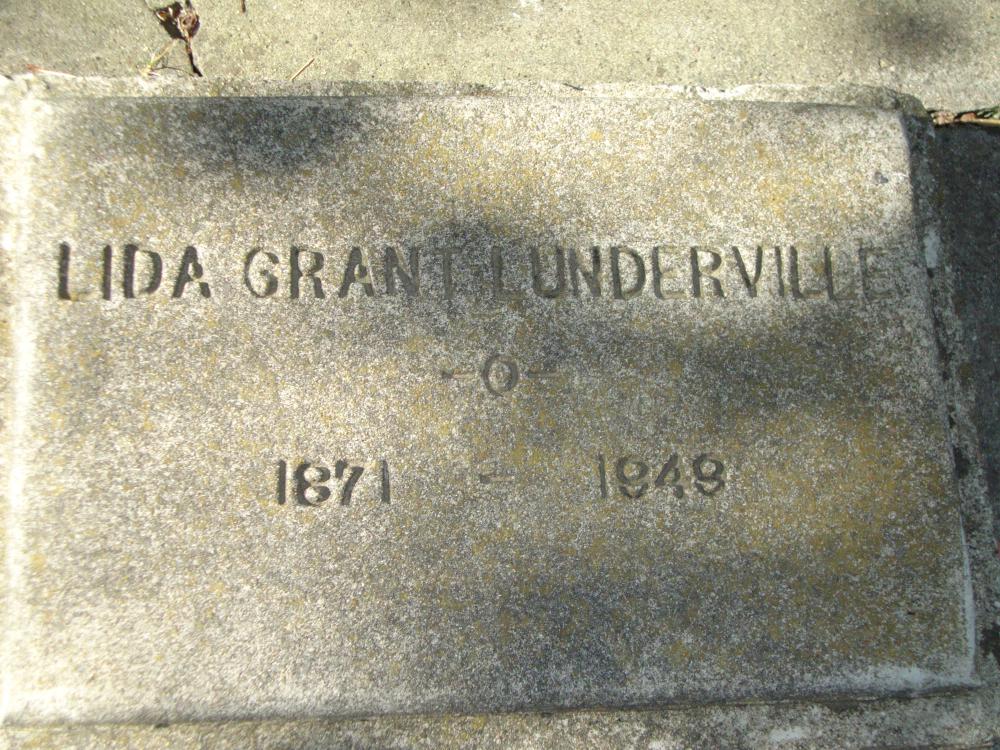 LIDA GRANT LUNDERVILLE
-O-
1871 - 1949